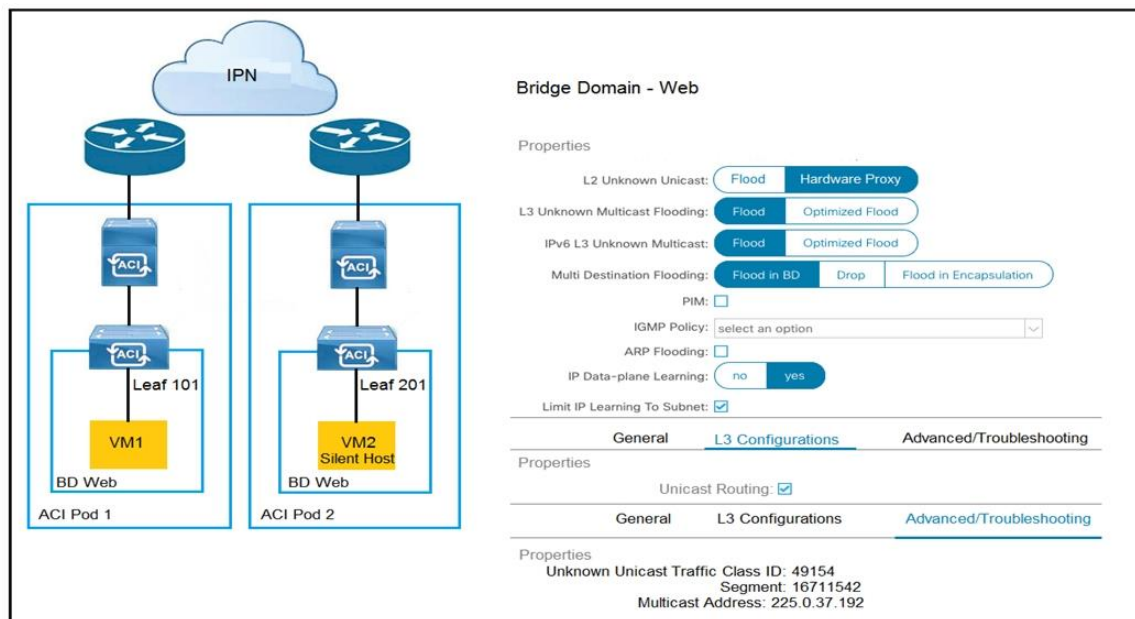 IPN
ACI
ACI
ACI
Leaf 101
ACI
Leaf 201
VM1
VM2
Silent Host
BD Web
BD Web
ACI Pod 1
ACI Pod 2
Bridge Domain - Web
Properties
L2 Unknown Unicast: Flood Hardware Proxy
L3 Unknown Multicast Flooding: Flood Optimized Flood
IPv6 L3 Unknown Multicast: Flood Optimized Flood
Multi Destination Flooding: Flood in BD Drop Flood in Encapsulation
PIM:
IGMP Policy: select an option
ARP Flooding:
IP Data-plane Learning: no yes
Limit IP Learning To Subnet:
General L3 Configurations Advanced/Troubleshooting
Properties
Unicast Routing:
General L3 Configurations Advanced/Troubleshooting
Properties
Unknown Unicast Traffic Class ID: 49154
Segment: 16711542
Multicast Address: 225.0.37.192